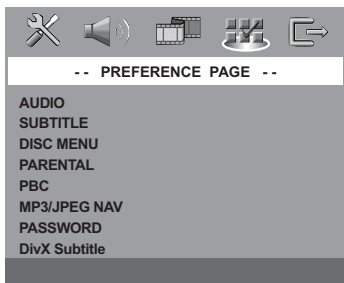 -- PREFERENCE PAGE --
AUDIO
SUBTITLE
DISC MENU
PARENTAL
PBC
MP3/JPEG NAV
PASSWORD
DivX Subtitle